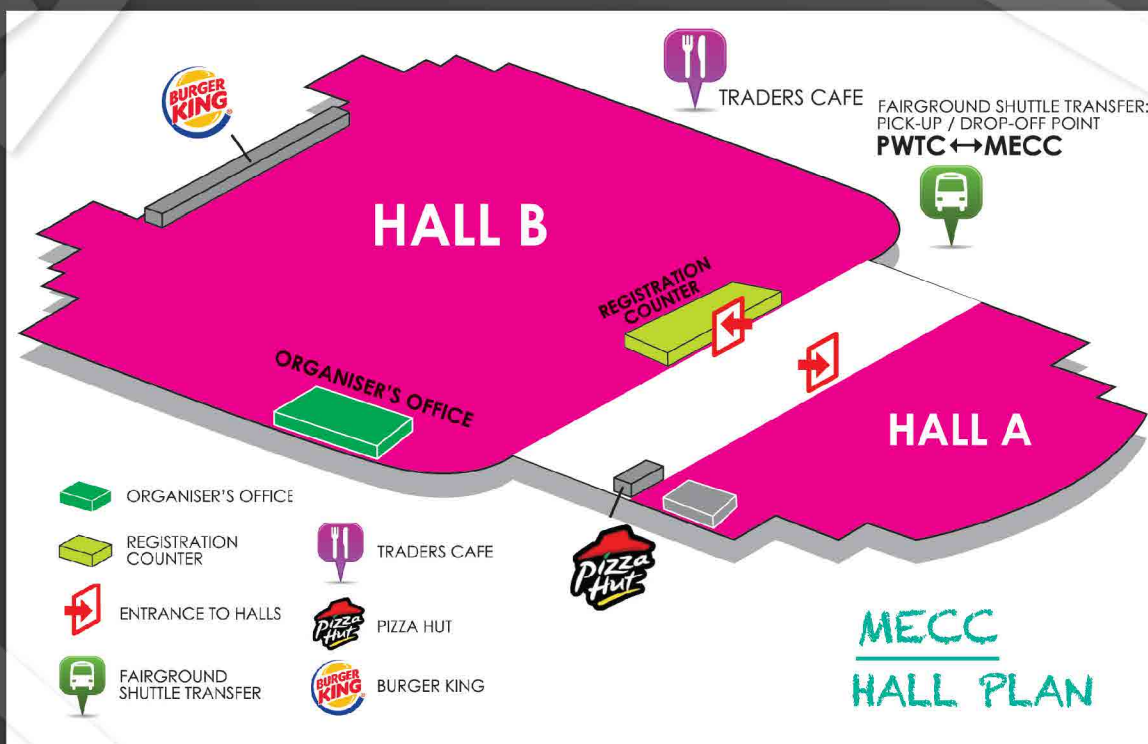 BURGER
KING
TRADERS CAFE
FAIRGROUND SHUTTLE TRANSFER:
PICK-UP / DROP-OFF POINT
PWTC↔MECC
HALL B
REGISTRATION
COUNTER
ORGANISER'S OFFICE
HALL A
Pizza
Hut
ORGANISER'S OFFICE
REGISTRATION
COUNTER
ENTRANCE TO HALLS
FAIRGROUND
SHUTTLE TRANSFER
TRADERS CAFE
Pizza
Hut
PIZZA HUT
BURGER
KING
BURGER KING
MECC
HALL PLAN